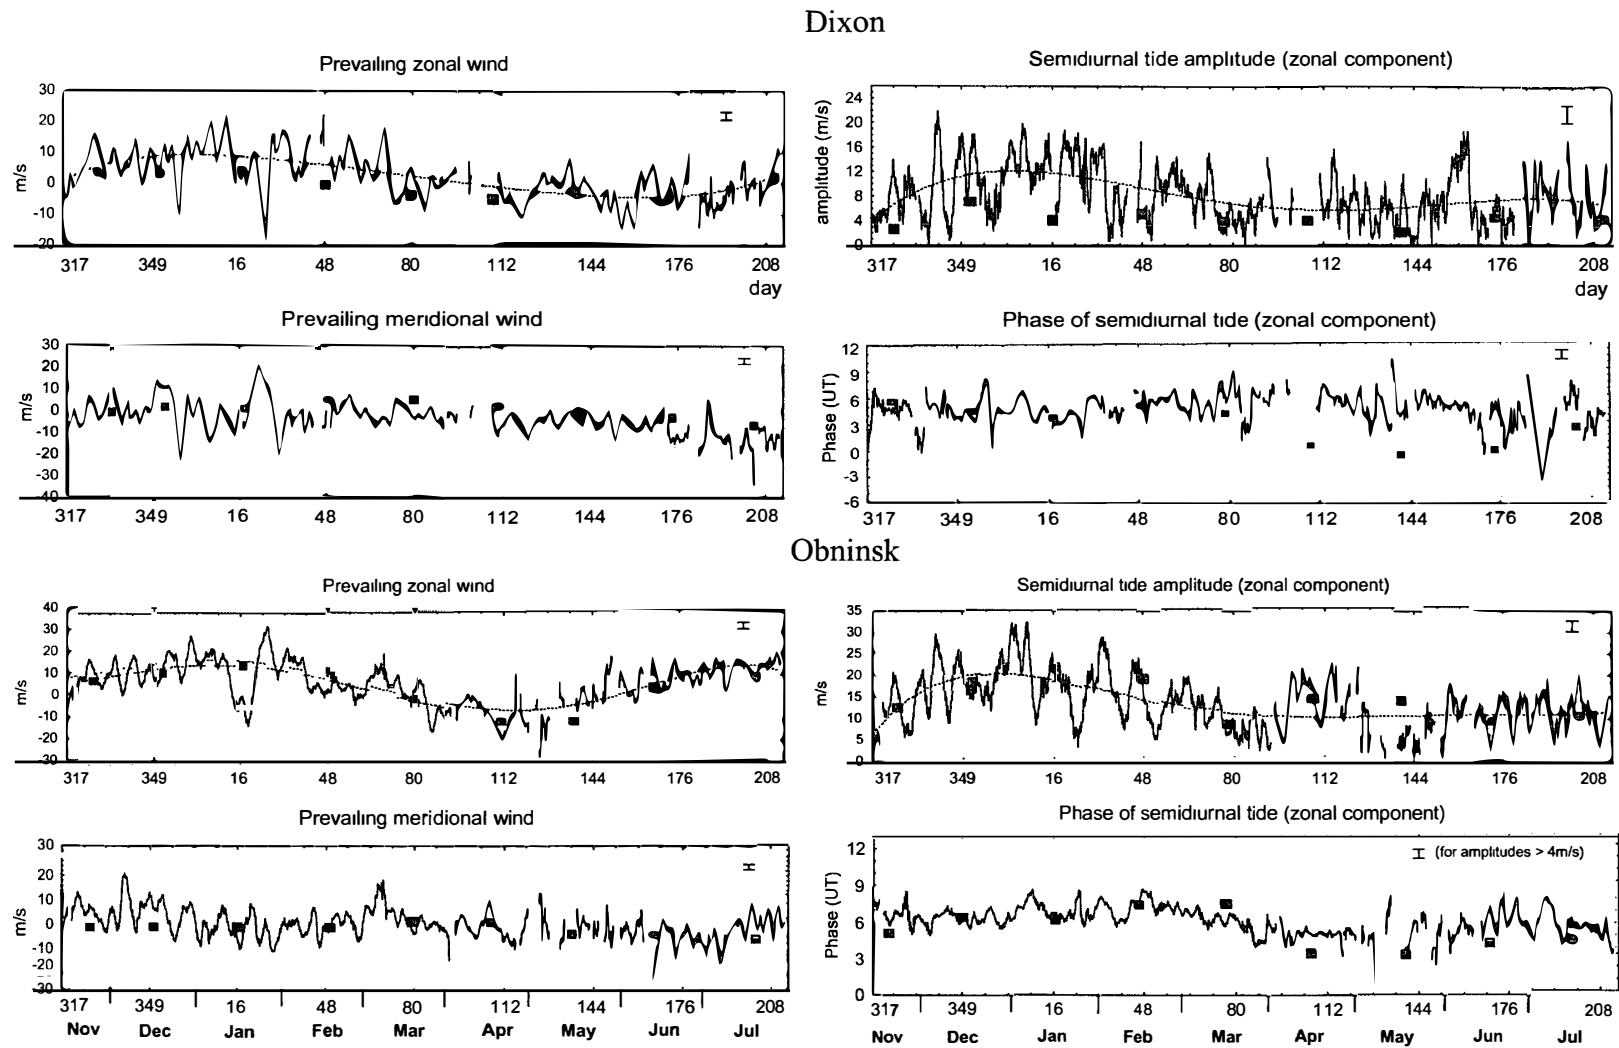 Dixon
Prevailing zonal wind
30
20
10
0
-10
-20
m/s
317 349 16 48 80 112 144 176 208
day
Semidiurnal tide amplitude (zonal component)
24
20
16
12
8
4
0
amplitude (m/s)
317 349 16 48 80 112 144 176 208
day
Prevailing meridional wind
30
20
10
0
-10
-20
-30
-40
m/s
317 349 16 48 80 112 144 176 208
Phase of semidiurnal tide (zonal component)
12
9
6
3
0
-3
-6
Phase (UT)
317 349 16 48 80 112 144 176 208
Obninsk
Prevailing zonal wind
40
30
20
10
0
-10
-20
-30
m/s
317 349 16 48 80 112 144 176 208
Semidiurnal tide amplitude (zonal component)
35
30
25
20
15
10
5
0
m/s
317 349 16 48 80 112 144 176 208
Prevailing meridional wind
30
20
10
0
-10
-20
-30
m/s
317 349 16 48 80 112 144 176 208
Nov Dec Jan Feb Mar Apr May Jun Jul
Phase of semidiurnal tide (zonal component)
(for amplitudes > 4m/s)
12
9
6
3
0
Phase (UT)
317 349 16 48 80 112 144 176 208
Nov Dec Jan Feb Mar Apr May Jun Jul